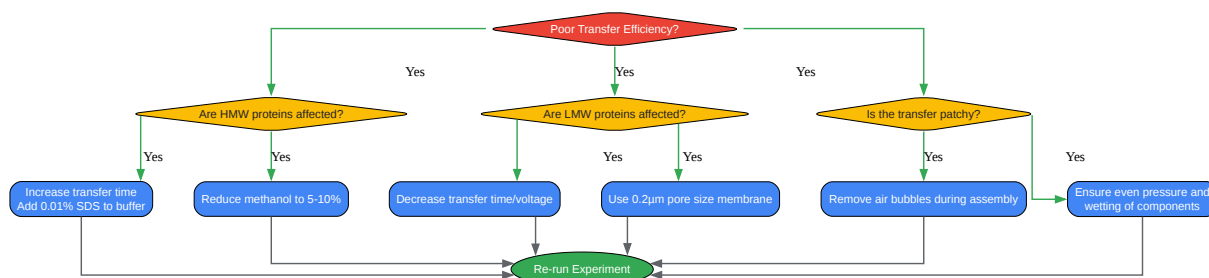 Poor Transfer Efficiency?
Yes
Yes
Yes
Are HMW proteins affected?
Are LMW proteins affected?
Is the transfer patchy?
Yes
Yes
Yes
Yes
Yes
Yes
Increase transfer time
Add 0.01% SDS to buffer
Reduce methanol to 5-10%
Decrease transfer time/voltage
Use 0.2µm pore size membrane
Remove air bubbles during assembly
Ensure even pressure and
wetting of components
Re-run Experiment